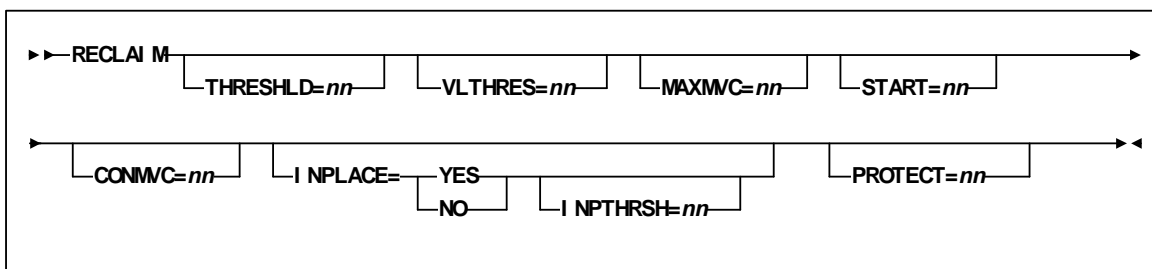 RECLAIM
THRESHLD=nn VLTHRES=nn MAXMVC=nn START=nn
CONMVC=nn INPLACE= YES PROTECT=nn
NO INPTHRSH=nn